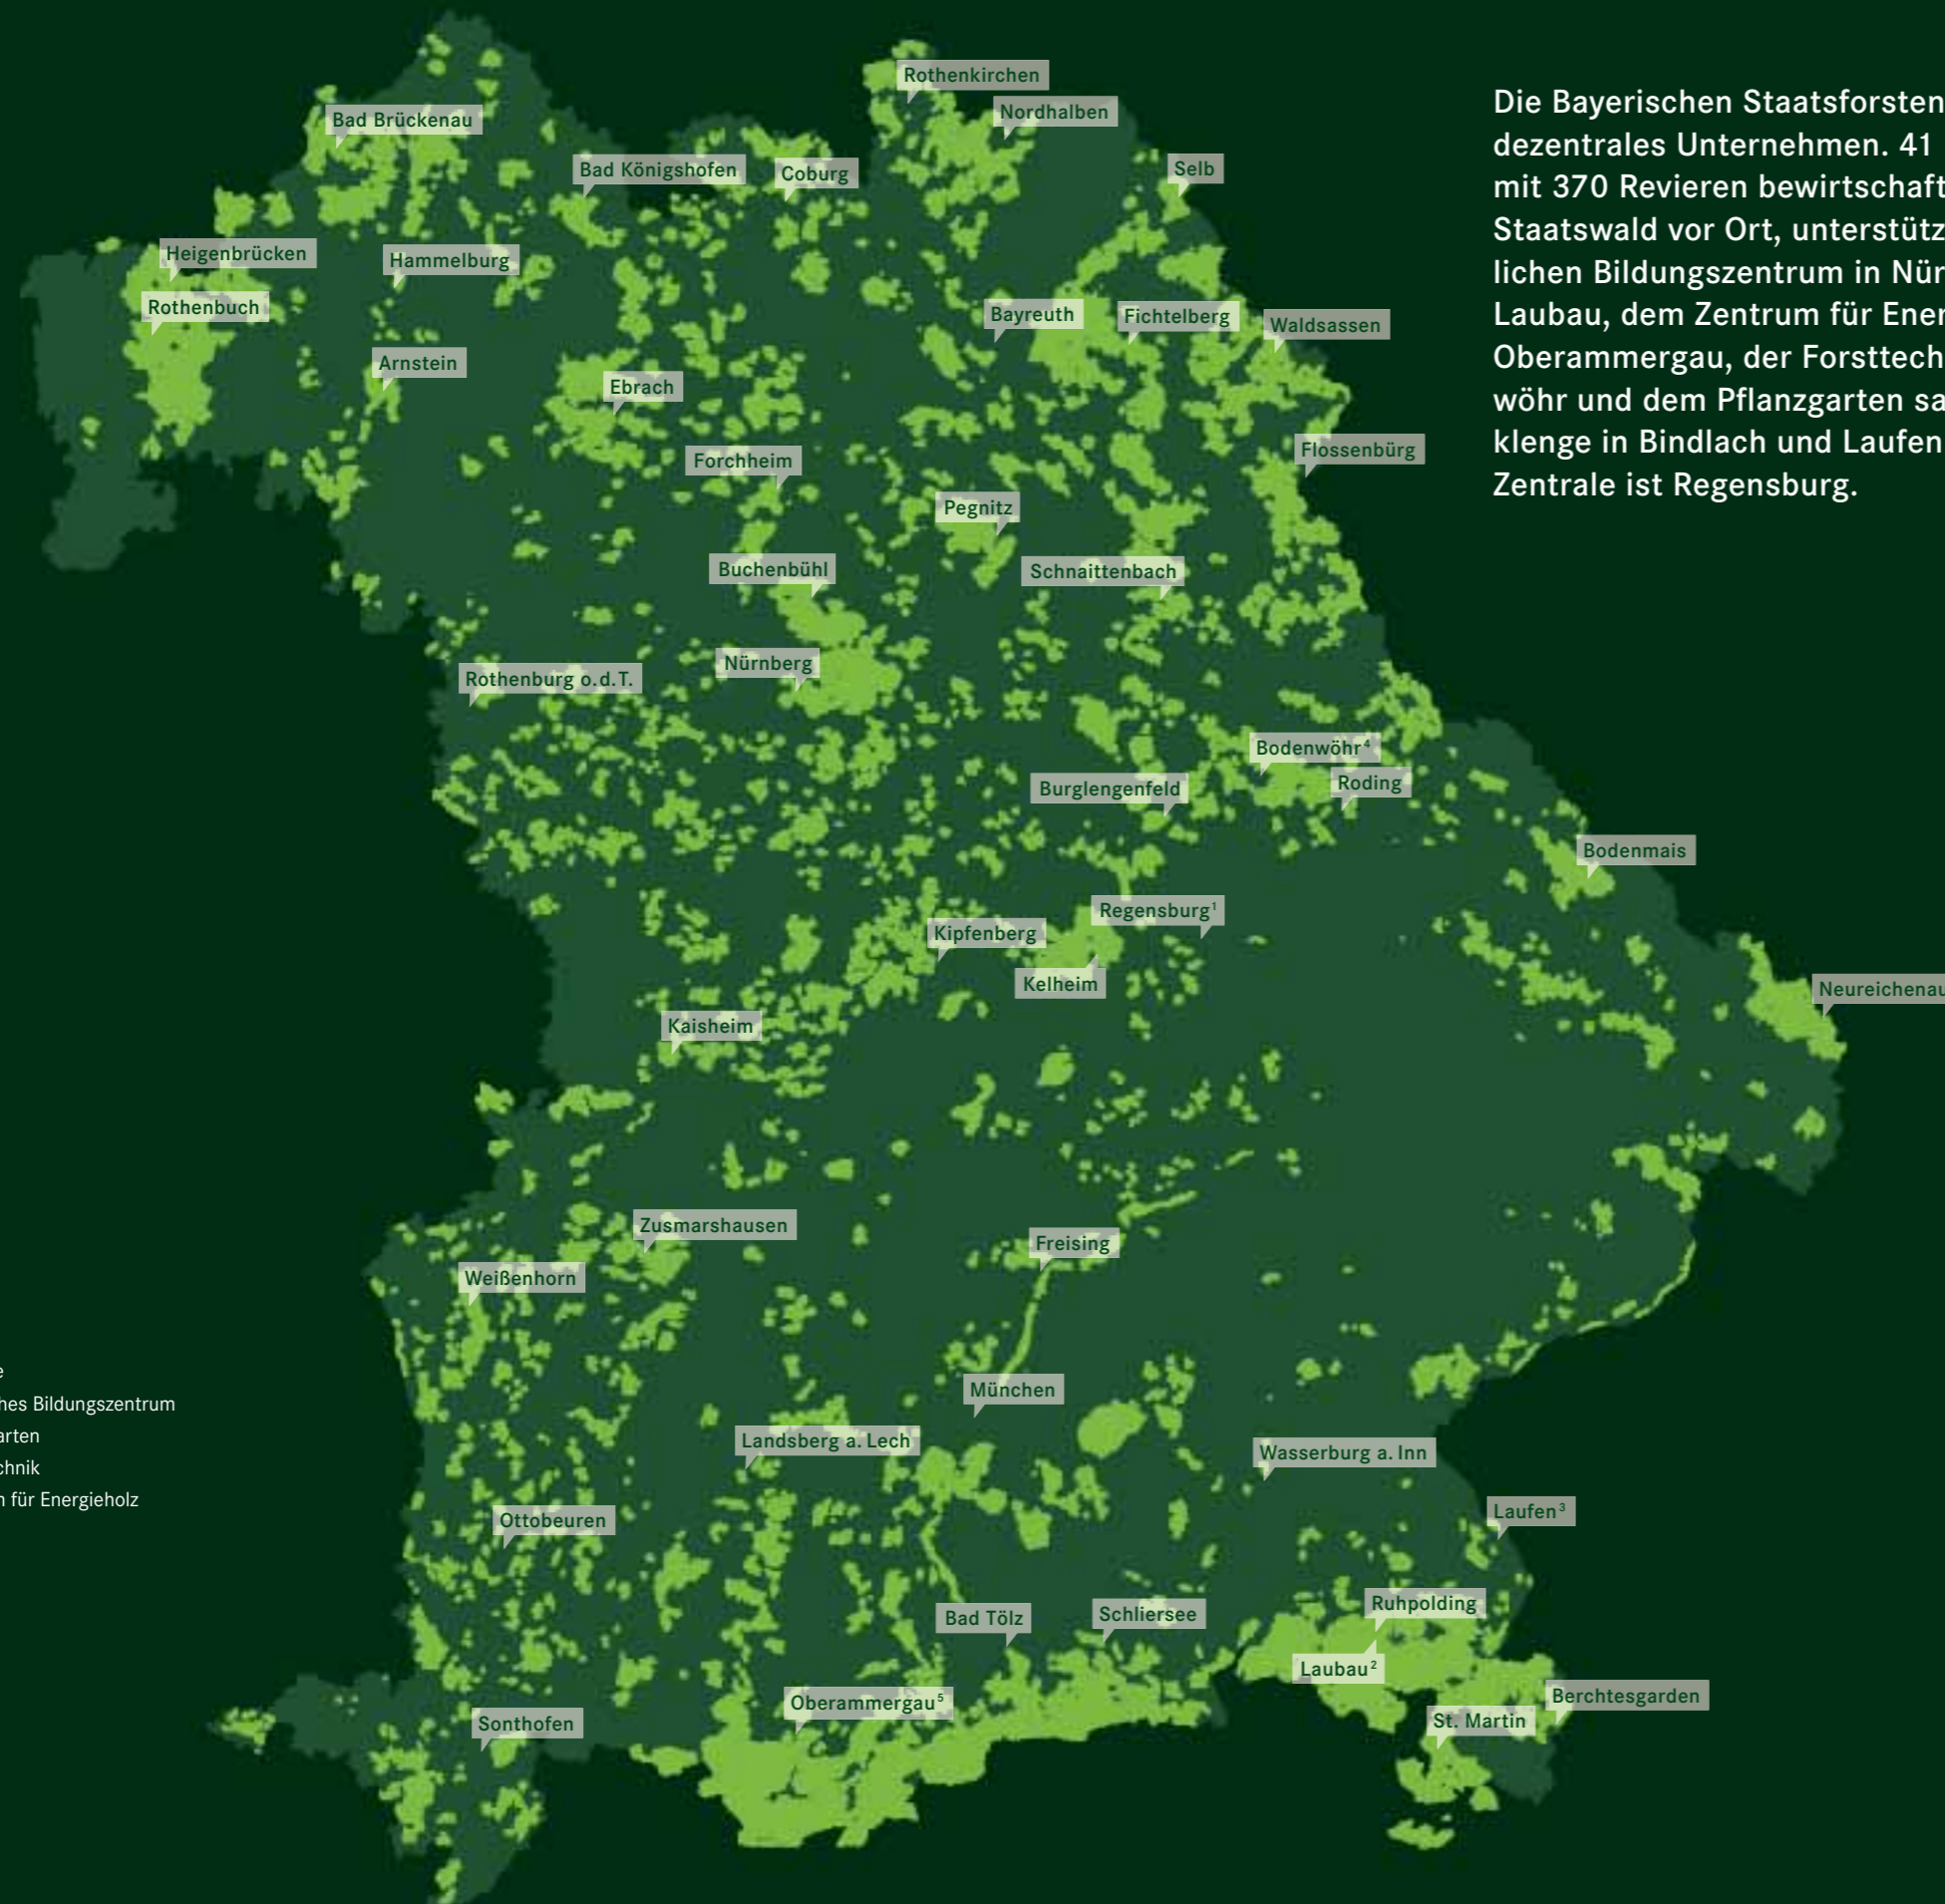 Rothenkirchen
Nordhalben
Bad Brückenau
Bad Königshofen
Coburg
Selb
Heigenbrücken
Hammelburg
Rothenbuch
Bayreuth
Fichtelberg
Waldsassen
Arnstein
Ebrach
Forchheim
Flossenbürg
Pegnitz
Buchenbühl
Schnaittenbach
Nürnberg
Rothenburg o.d.T.
Bodenwöhr⁴
Roding
Burglengenfeld
Bodenmais
Regensburg¹
Kipfenberg
Kelheim
Neureichenau
Kaisheim
Zusmarshausen
Freising
Weißenhorn
München
Landsberg a. Lech
Wasserburg a. Inn
Laufen³
Ottobeuren
Ruhpolding
Bad Tölz
Schliersee
Laubau²
Berchtesgarden
Oberammergau⁵
St. Martin
Sonthofen
Die Bayerischen Staatsforsten
dezentrales Unternehmen. 41
mit 370 Revieren bewirtschaft
Staatswald vor Ort, unterstütz
lichen Bildungszentrum in Nür
Laubau, dem Zentrum für Ener
Oberammergau, der Forsttech
wöhr und dem Pflanzgarten sa
klenge in Bindlach und Laufen
Zentrale ist Regensburg.
e
hes Bildungszentrum
arten
chnik
n für Energieholz